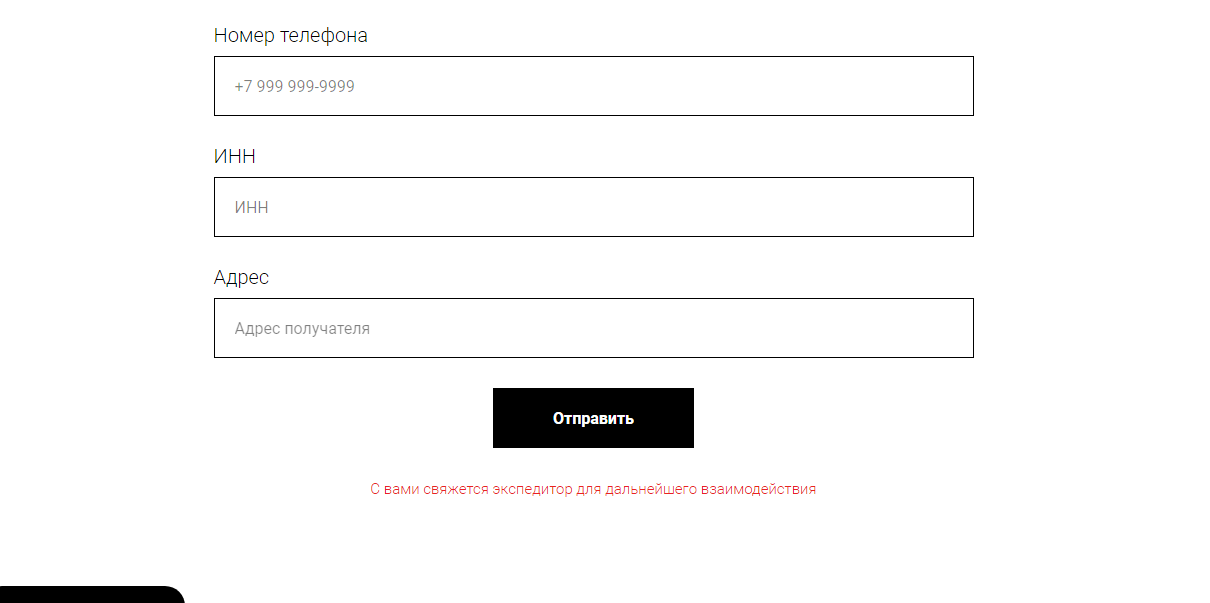 Номер телефона
+7 999 999-9999
ИНН
ИНН
Адрес
Адрес получателя
Отправить
С вами свяжется экспедитор для дальнейшего взаимодействия